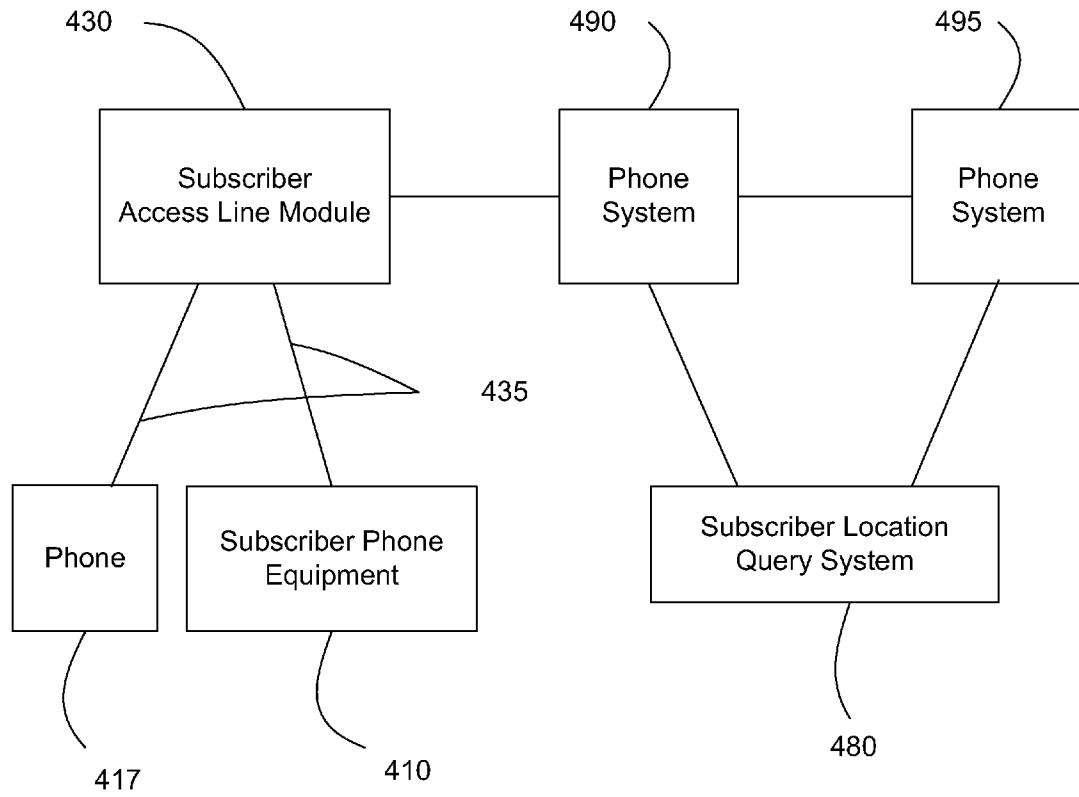 430
490
495
Subscriber
Access Line Module
Phone
System
Phone
System
435
Phone
Subscriber Phone
Equipment
Subscriber Location
Query System
417
410
480